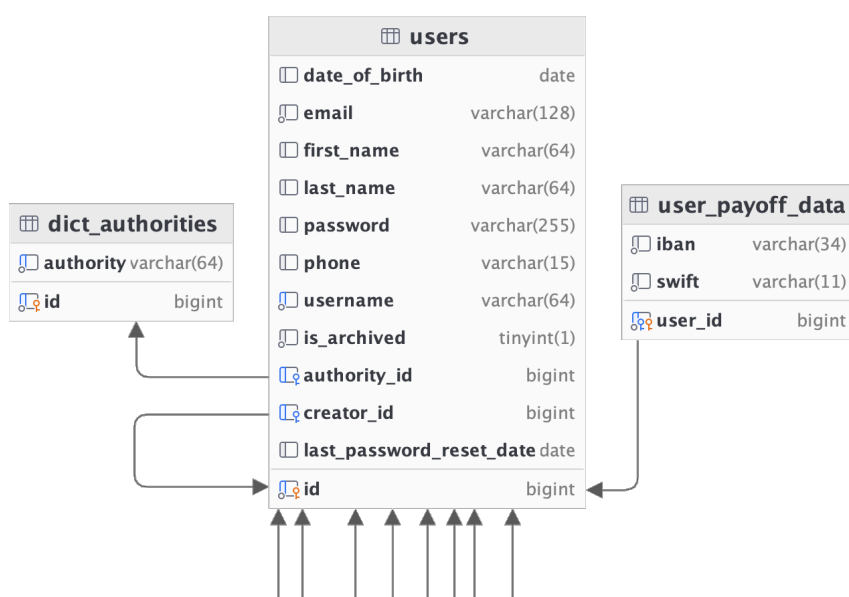 users
date_of_birth date
email varchar(128)
first_name varchar(64)
last_name varchar(64)
password varchar(255)
phone varchar(15)
username varchar(64)
is_archived tinyint(1)
authority_id bigint
creator_id bigint
last_password_reset_date date
id bigint
dict_authorities
authority varchar(64)
id bigint
user_payoff_data
iban varchar(34)
swift varchar(11)
user_id bigint